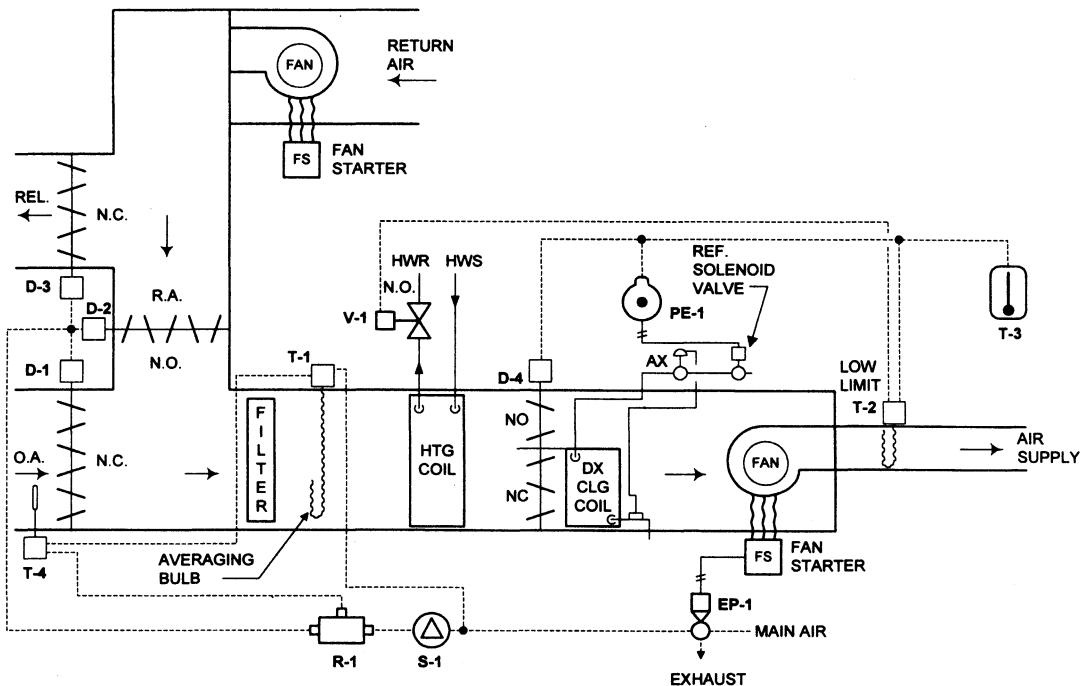 RETURN
AIR
FAN
FS
FAN
STARTER
REL.
N.C.
HWR
HWS
REF.
SOLENOID
VALVE
N.O.
D-3
D-2
R.A.
V-1
PE-1
T-3
N.O.
T-1
AX
D-1
D-4
LOW
LIMIT
T-2
FILTER
NO
O.A.
N.C.
HTG
COIL
FAN
AIR
SUPPLY
DX
CLG
COIL
NC
FS
FAN
STARTER
AVERAGING
BULB
T-4
EP-1
MAIN AIR
R-1
S-1
EXHAUST